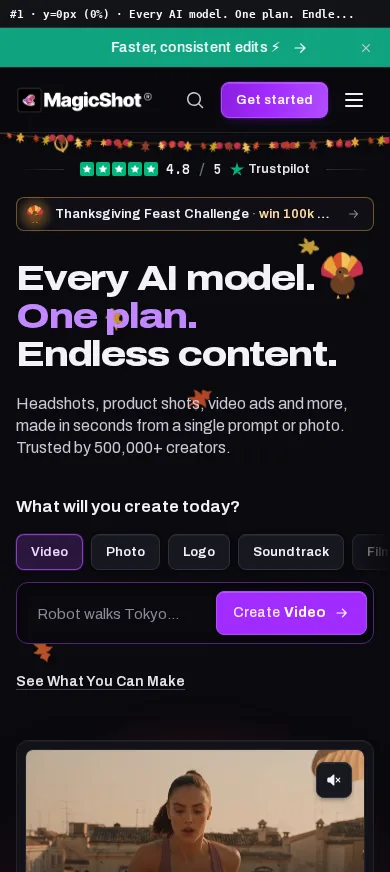 #1 · y=0px (0%) · Every AI model. One plan. Endle...
Faster, consistent edits ⚡ →
MagicShot ®
Get started
4.8 / 5 Trustpilot
Thanksgiving Feast Challenge · win 100k ... →
Every AI model.
One plan.
Endless content.
Headshots, product shots, video ads and more,
made in seconds from a single prompt or photo.
Trusted by 500,000+ creators.
What will you create today?
Video Photo Logo Soundtrack Film
Robot walks Tokyo... Create Video →
See What You Can Make